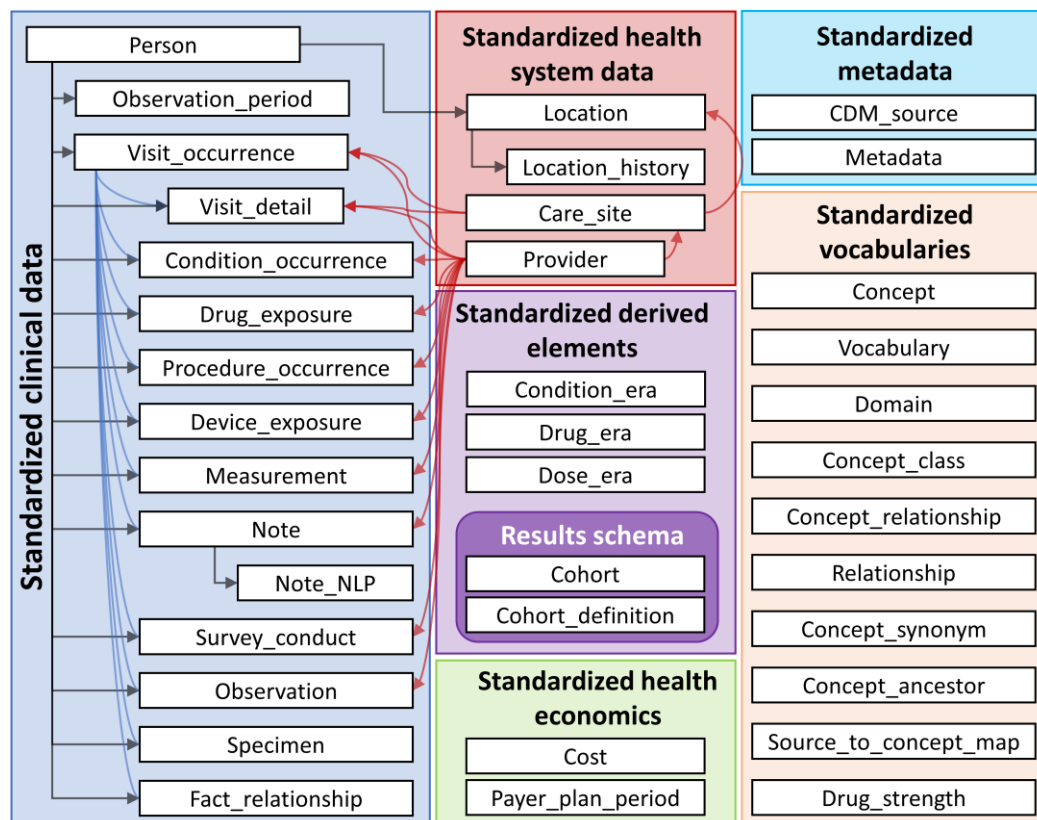 Standardized clinical data
Person
Observation_period
Visit_occurrence
Visit_detail
Condition_occurrence
Drug_exposure
Procedure_occurrence
Device_exposure
Measurement
Note
Note_NLP
Survey_conduct
Observation
Specimen
Fact_relationship
Standardized health
system data
Location
Location_history
Care_site
Provider
Standardized derived
elements
Condition_era
Drug_era
Dose_era
Results schema
Cohort
Cohort_definition
Standardized health
economics
Cost
Payer_plan_period
Standardized
metadata
CDM_source
Metadata
Standardized
vocabularies
Concept
Vocabulary
Domain
Concept_class
Concept_relationship
Relationship
Concept_synonym
Concept_ancestor
Source_to_concept_map
Drug_strength